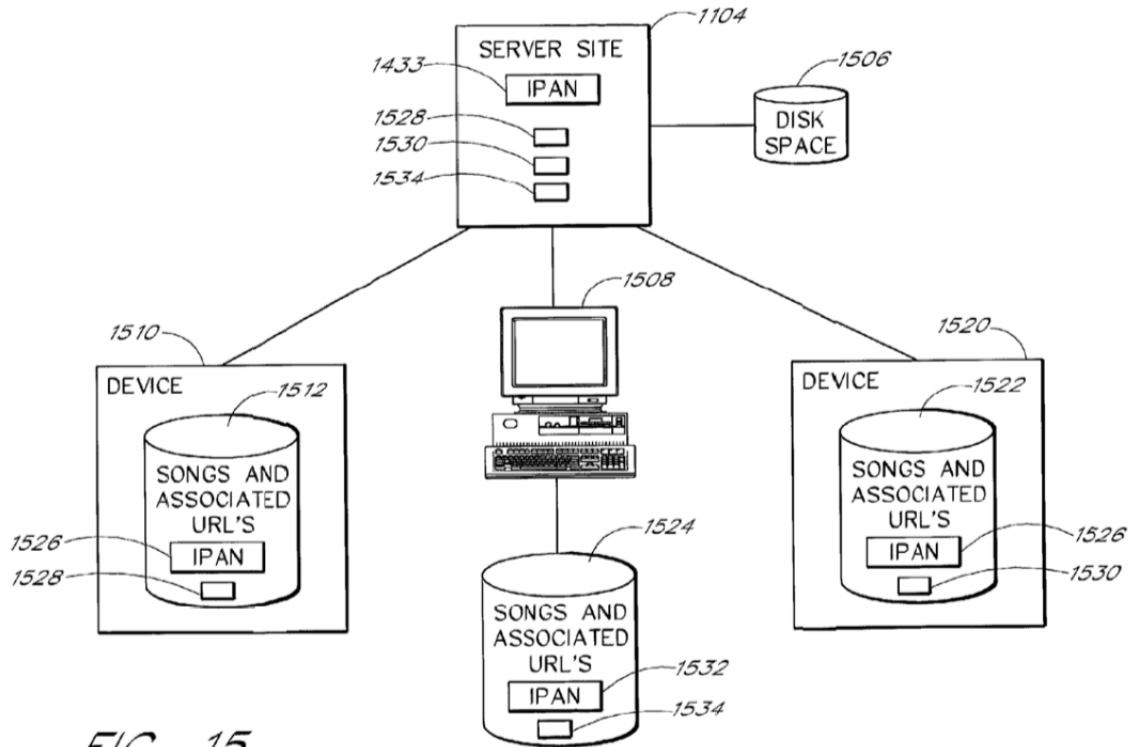 1104
SERVER SITE
1433
IPAN
1506
DISK
SPACE
1528
1530
1534
1508
1510
DEVICE
1512
SONGS AND
ASSOCIATED
URL'S
1526
IPAN
1528
1520
DEVICE
1522
SONGS AND
ASSOCIATED
URL'S
IPAN
1526
1530
1524
SONGS AND
ASSOCIATED
URL'S
1532
IPAN
1534
FIG. 15